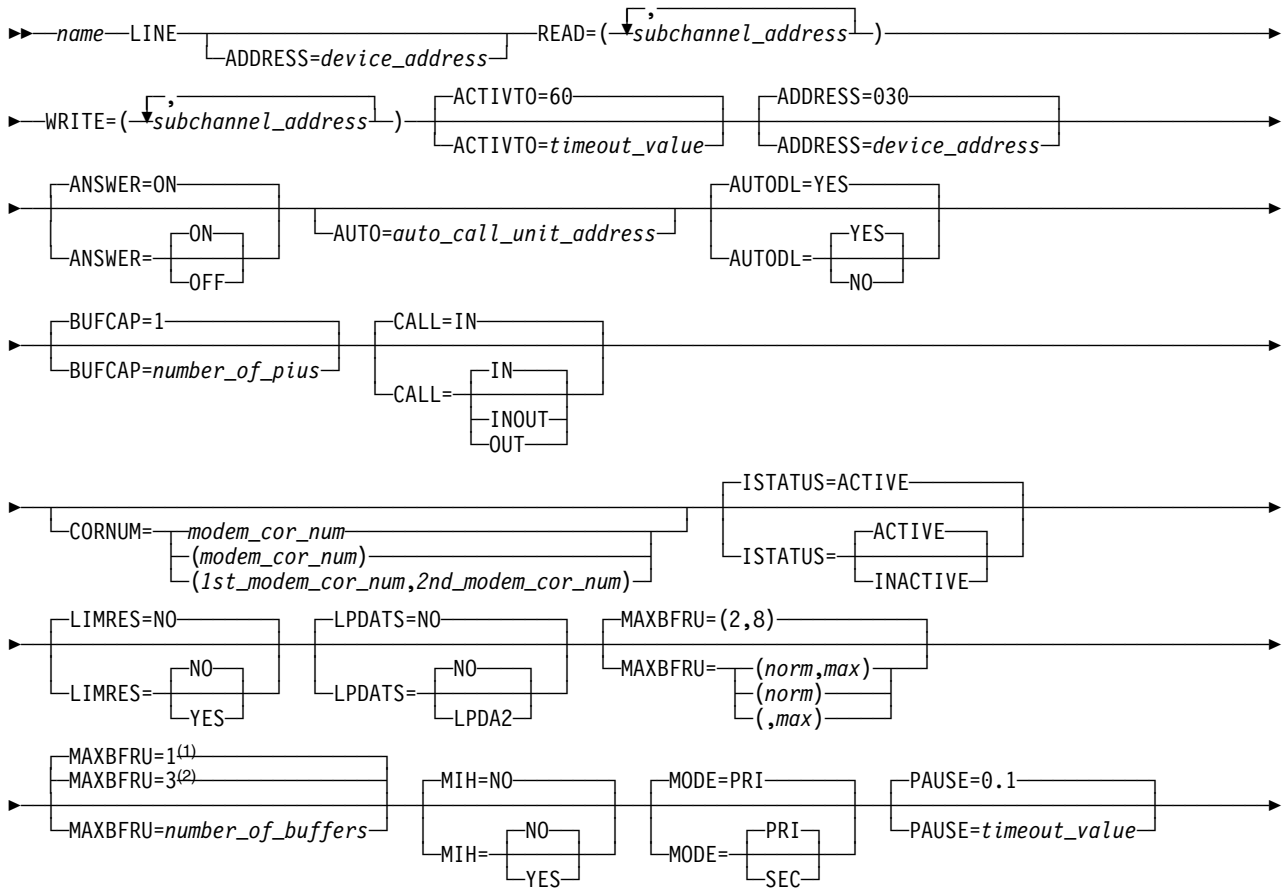 ,
name LINE READ=( subchannel_address )
ADDRESS=device_address
, ACTIVTO=60 ADDRESS=030
WRITE=( subchannel_address )
ACTIVTO=timeout_value ADDRESS=device_address
ANSWER=ON AUTODL=YES
ON AUTO=auto_call_unit_address YES
ANSWER= AUTODL=
OFF NO
BUFCAP=1 CALL=IN
BUFCAP=number_of_pius IN
CALL=
INOUT
OUT
ISTATUS=ACTIVE
CORNUM= modem_cor_num ACTIVE
(modem_cor_num) ISTATUS=
(1st_modem_cor_num,2nd_modem_cor_num) INACTIVE
LIMRES=NO LPDATS=NO MAXBFRU=(2,8)
NO NO MAXBFRU= (norm,max)
LIMRES= LPDATS= (norm)
YES LPDA2 (,max)
MAXBFRU=1(1)
MAXBFRU=3(2) MIH=NO MODE=PRI PAUSE=0.1
MAXBFRU=number_of_buffers NO PRI PAUSE=timeout_value
MIH= MODE=
YES SEC